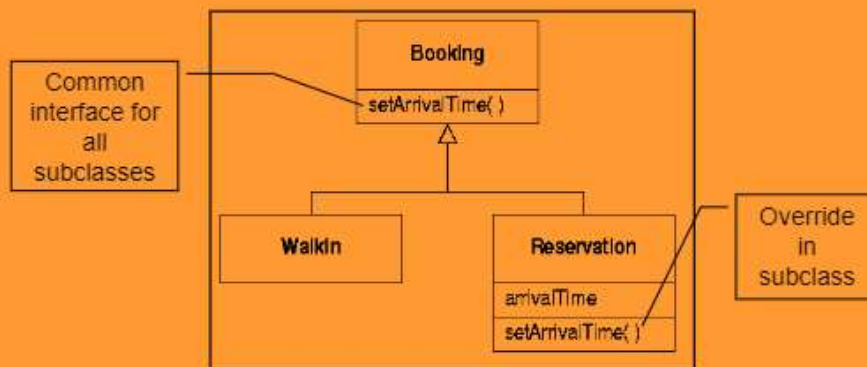 Booking
Common
interface for
all
subclasses
setArrivalTime( )
WalkIn
Reservation
arrivalTime
setArrivalTime( )
Override
in
subclass